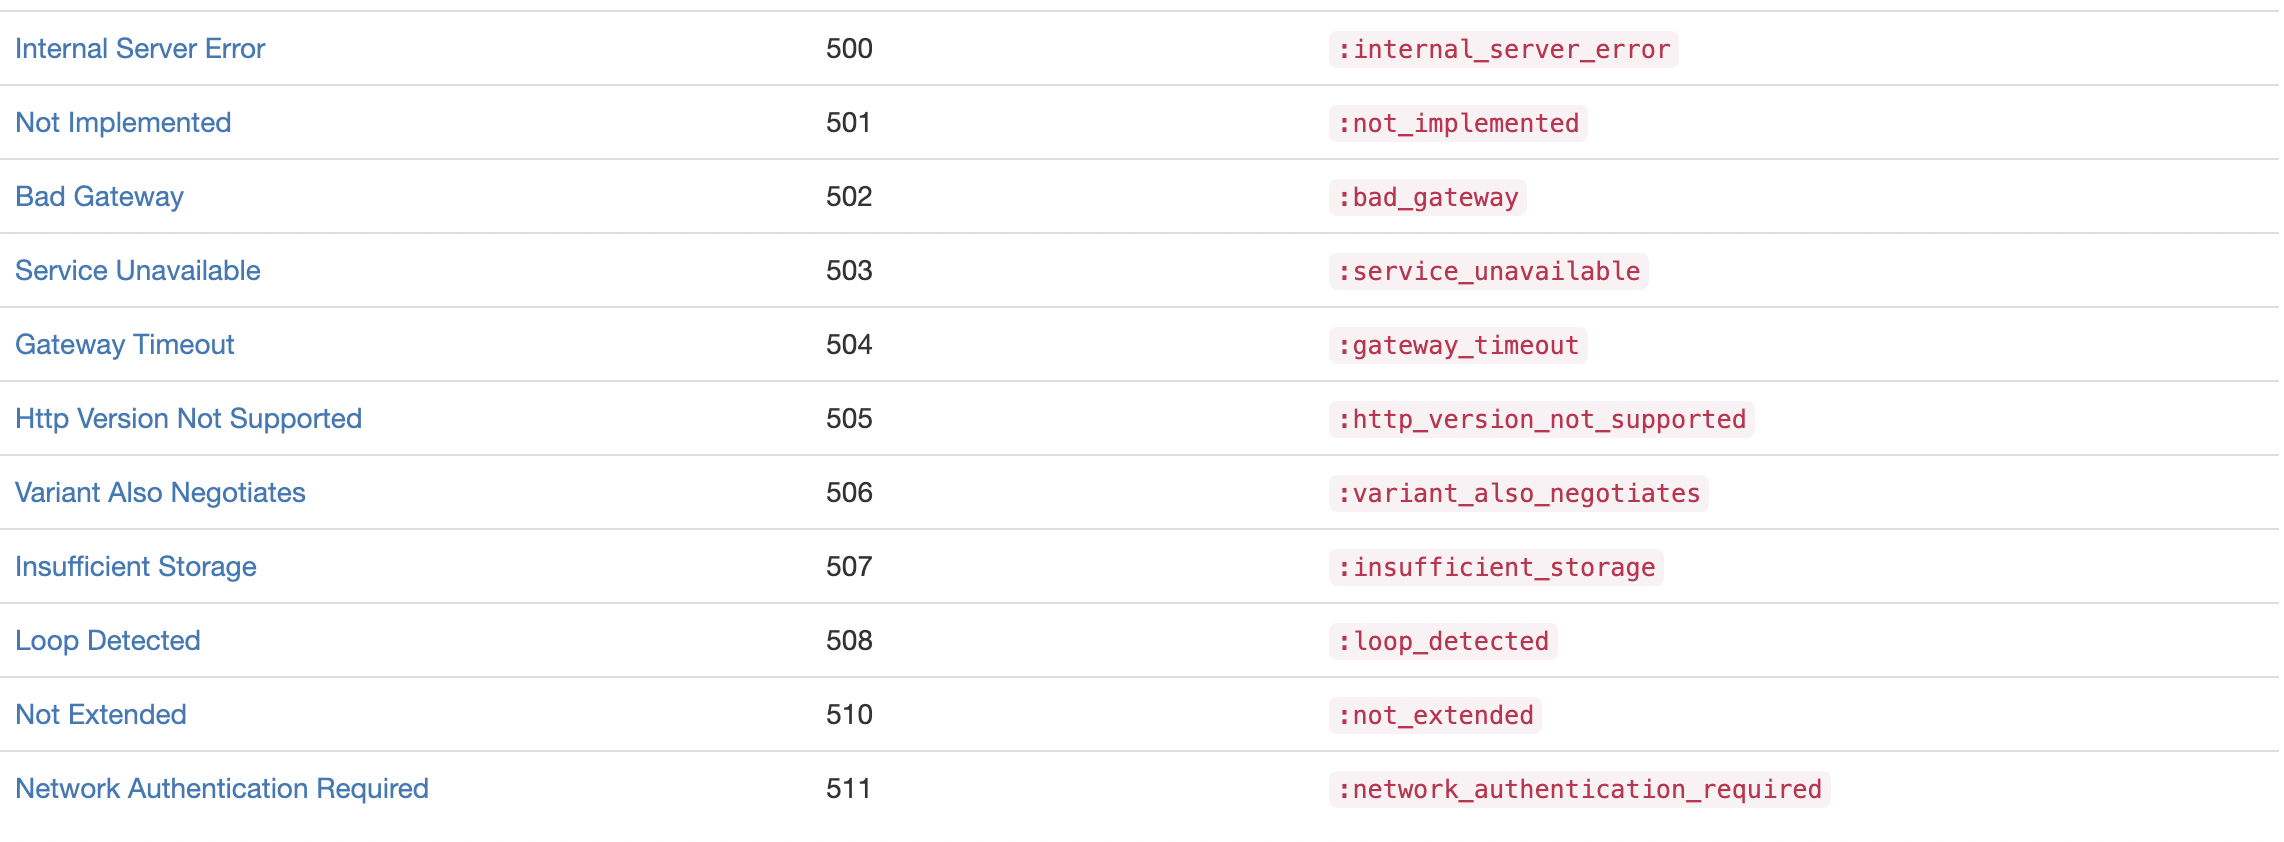 Internal Server Error 500 :internal_server_error
Not Implemented 501 :not_implemented
Bad Gateway 502 :bad_gateway
Service Unavailable 503 :service_unavailable
Gateway Timeout 504 :gateway_timeout
Http Version Not Supported 505 :http_version_not_supported
Variant Also Negotiates 506 :variant_also_negotiates
Insufficient Storage 507 :insufficient_storage
Loop Detected 508 :loop_detected
Not Extended 510 :not_extended
Network Authentication Required 511 :network_authentication_required